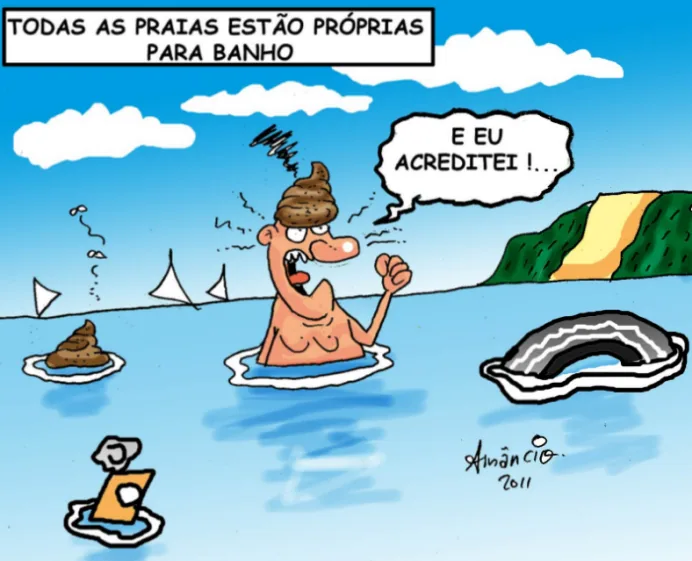 TODAS AS PRAIAS ESTÃO PRÓPRIAS
PARA BANHO
E EU
ACREDITEI !...
Amâncio.
2011